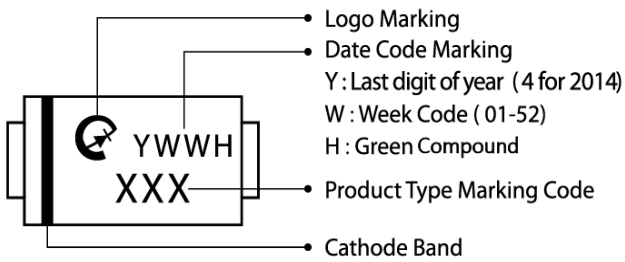 Logo Marking
Date Code Marking
Y : Last digit of year ( 4 for 2014)
W : Week Code ( 01-52)
H : Green Compound
YWWH
XXX
Product Type Marking Code
Cathode Band